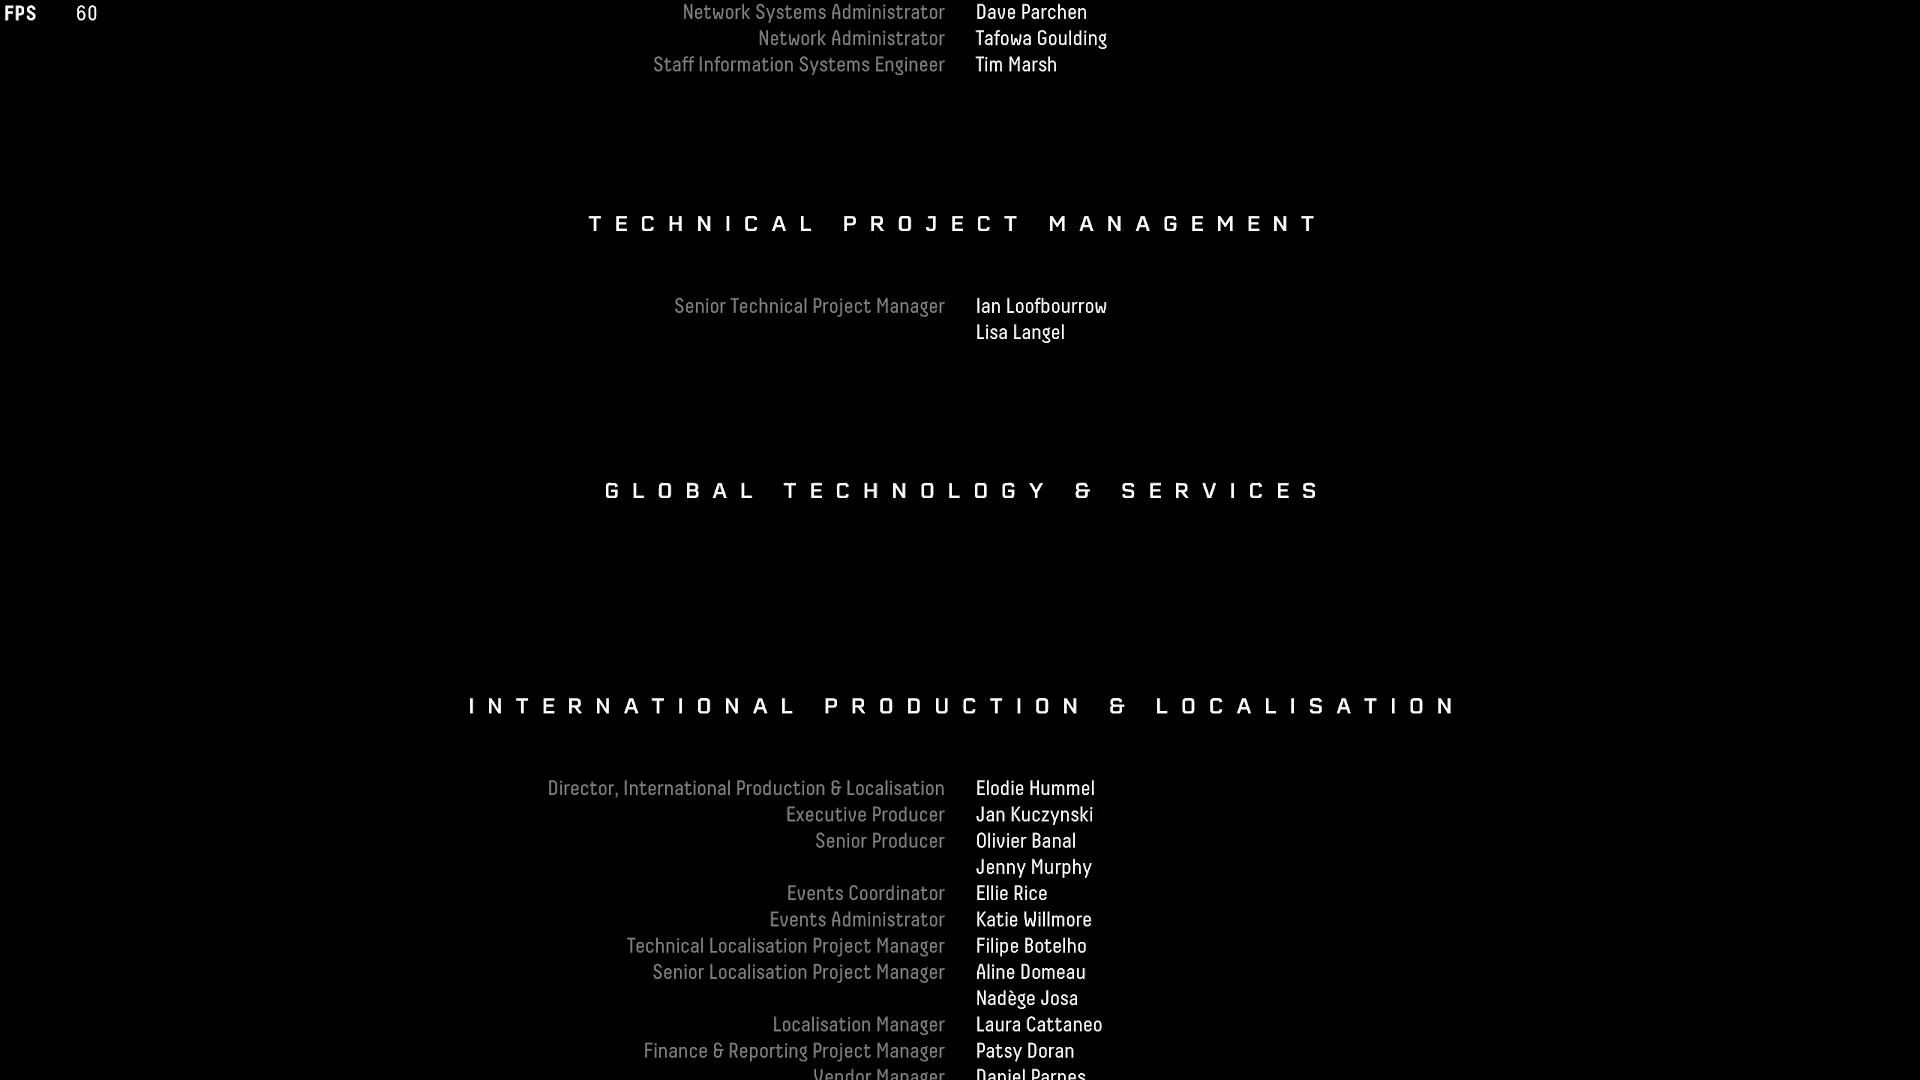 FPS 60
Network Systems Administrator Dave Parchen
Network Administrator Tafowa Goulding
Staff Information Systems Engineer Tim Marsh
TECHNICAL PROJECT MANAGEMENT
Senior Technical Project Manager Ian Loofbourrow
Lisa Langel
GLOBAL TECHNOLOGY & SERVICES
INTERNATIONAL PRODUCTION & LOCALISATION
Director, International Production & Localisation Elodie Hummel
Executive Producer Jan Kuczynski
Senior Producer Olivier Banal
Jenny Murphy
Events Coordinator Ellie Rice
Events Administrator Katie Willmore
Technical Localisation Project Manager Filipe Botelho
Senior Localisation Project Manager Aline Domeau
Nadège Josa
Localisation Manager Laura Cattaneo
Finance & Reporting Project Manager Patsy Doran
Vendor Manager Daniel Parnes